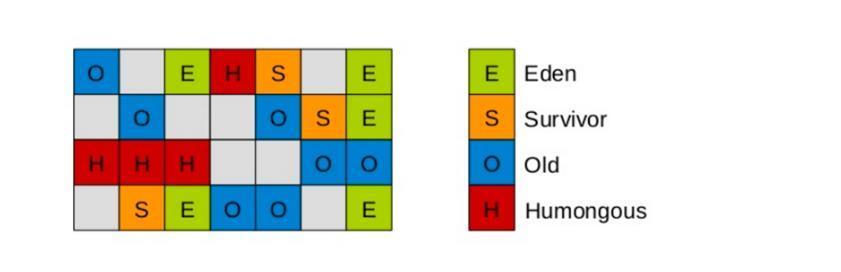 O E H S E
O O S E
H H H O O
S E O O E
E Eden
S Survivor
O Old
H Humongous